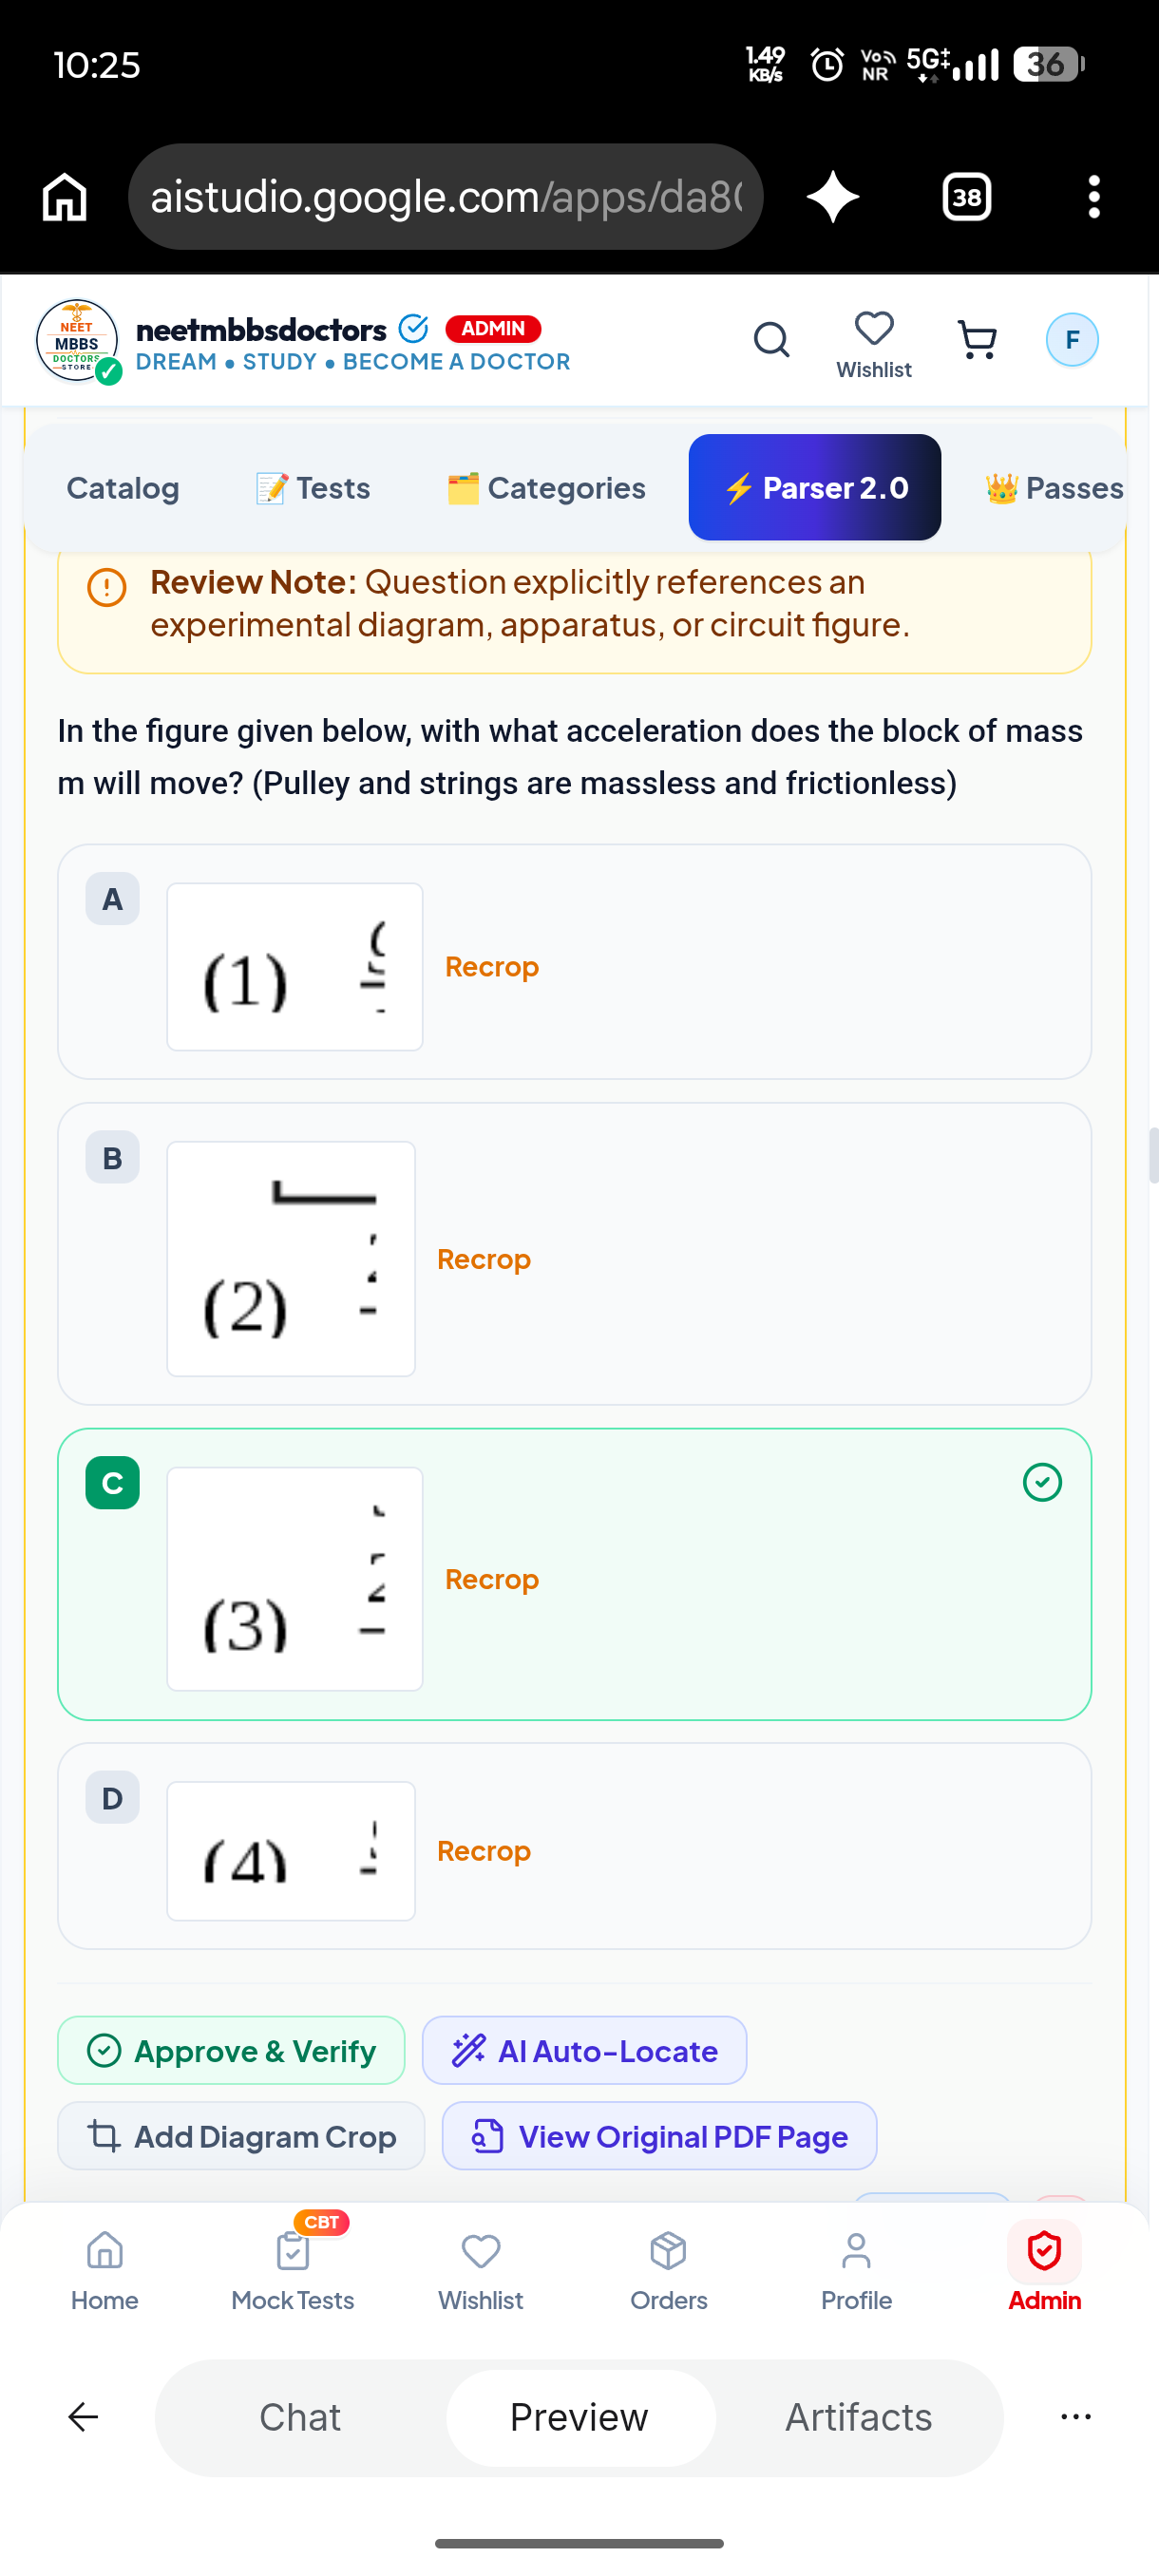 10:25
1.49
KB/s
Vo
NR
5G
36
aistudio.google.com/apps/da8
38
NEET
MBBS
DOCTORS
STORE
neetmbbsdoctors
ADMIN
DREAM • STUDY • BECOME A DOCTOR
Wishlist
F
Catalog
Tests
Categories
Parser 2.0
Passes
Review Note: Question explicitly references an
experimental diagram, apparatus, or circuit figure.
In the figure given below, with what acceleration does the block of mass
m will move? (Pulley and strings are massless and frictionless)
A
(1)
Recrop
B
(2)
Recrop
C
(3)
Recrop
D
(4)
Recrop
Approve & Verify
AI Auto-Locate
Add Diagram Crop
View Original PDF Page
CBT
Home
Mock Tests
Wishlist
Orders
Profile
Admin
Chat
Preview
Artifacts